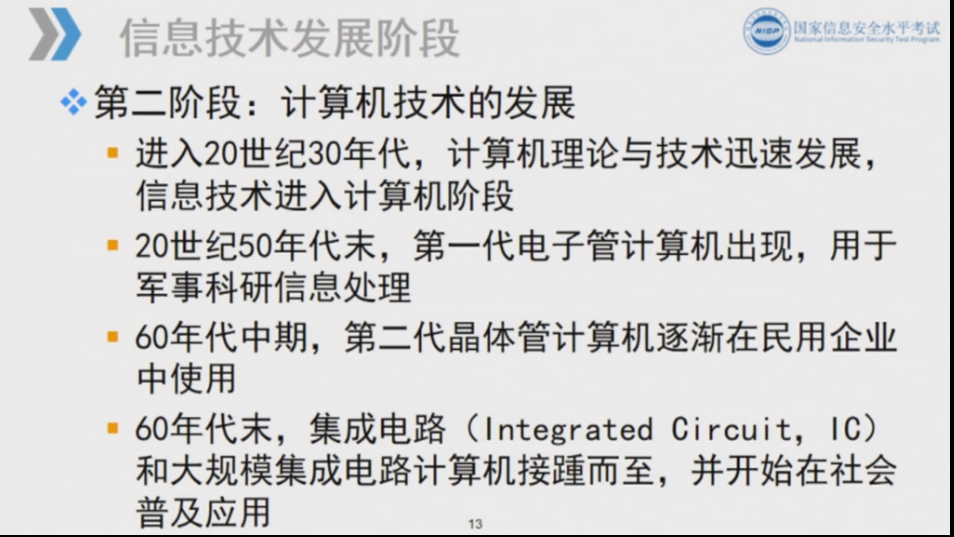 信息技术发展阶段
NISP
国家信息安全水平考试
National Information Security Test Program
第二阶段：计算机技术的发展
进入20世纪30年代，计算机理论与技术迅速发展，
信息技术进入计算机阶段
20世纪50年代末，第一代电子管计算机出现，用于
军事科研信息处理
60年代中期，第二代晶体管计算机逐渐在民用企业
中使用
60年代末，集成电路（Integrated Circuit，IC）
和大规模集成电路计算机接踵而至，并开始在社会
普及应用
13